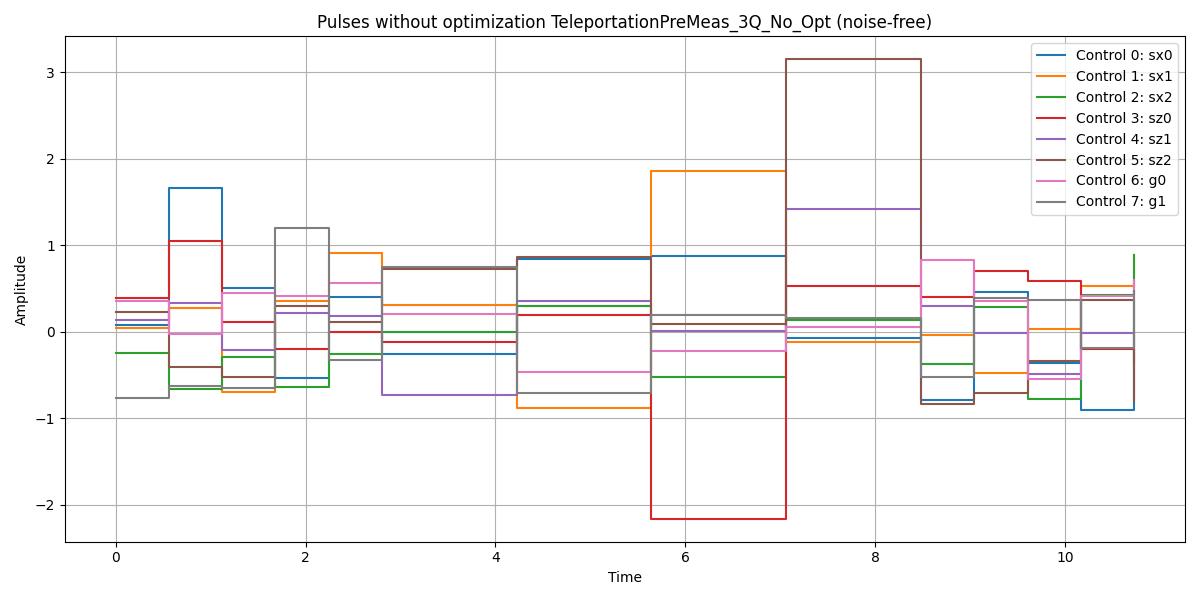 Pulses without optimization TeleportationPreMeas_3Q_No_Opt (noise-free)
Control 0: sx0
Control 1: sx1
Control 2: sx2
Control 3: sz0
Control 4: sz1
Control 5: sz2
Control 6: g0
Control 7: g1
Amplitude
3
2
1
0
−1
−2
0 2 4 6 8 10
Time